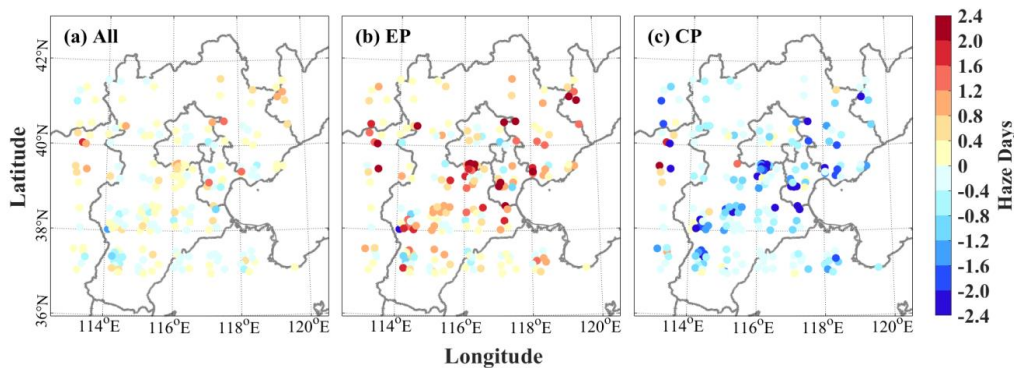 (a) All
(b) EP
(c) CP
42°N
40°N
38°N
36°N
Latitude
114°E
116°E
118°E
120°E
114°E
116°E
118°E
120°E
114°E
116°E
118°E
120°E
Longitude
2.4
2.0
1.6
1.2
0.8
0.4
0
-0.4
-0.8
-1.2
-1.6
-2.0
-2.4
Haze Days